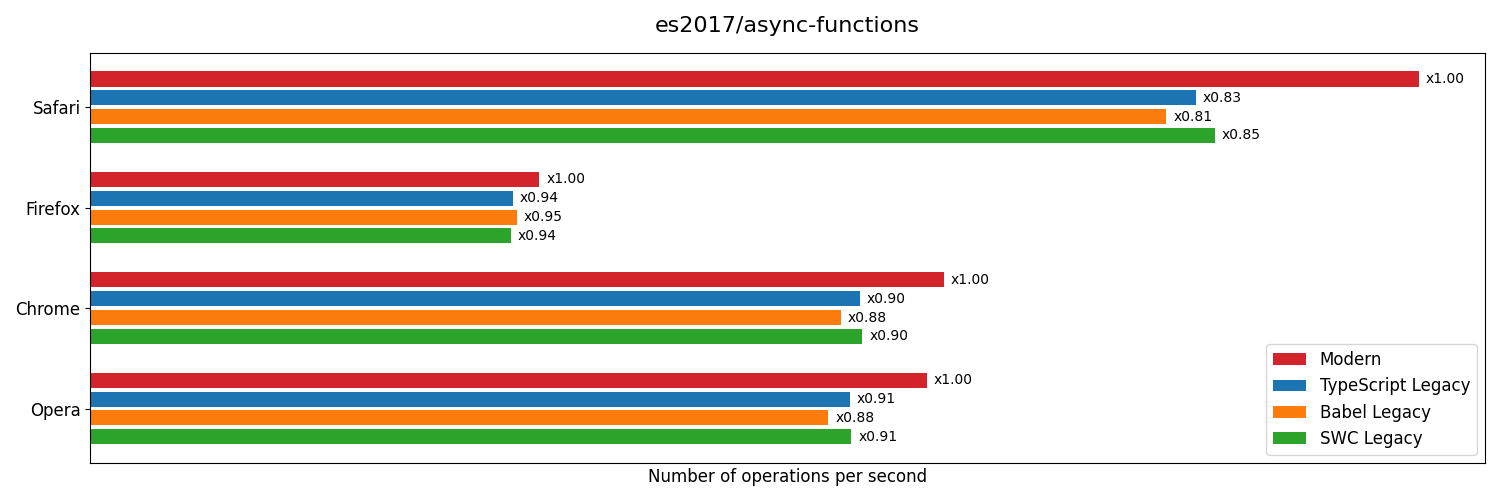 es2017/async-functions
Safari
x1.00
x0.83
x0.81
x0.85
Firefox
x1.00
x0.94
x0.95
x0.94
Chrome
x1.00
x0.90
x0.88
x0.90
Opera
x1.00
x0.91
x0.88
x0.91
Modern
TypeScript Legacy
Babel Legacy
SWC Legacy
Number of operations per second